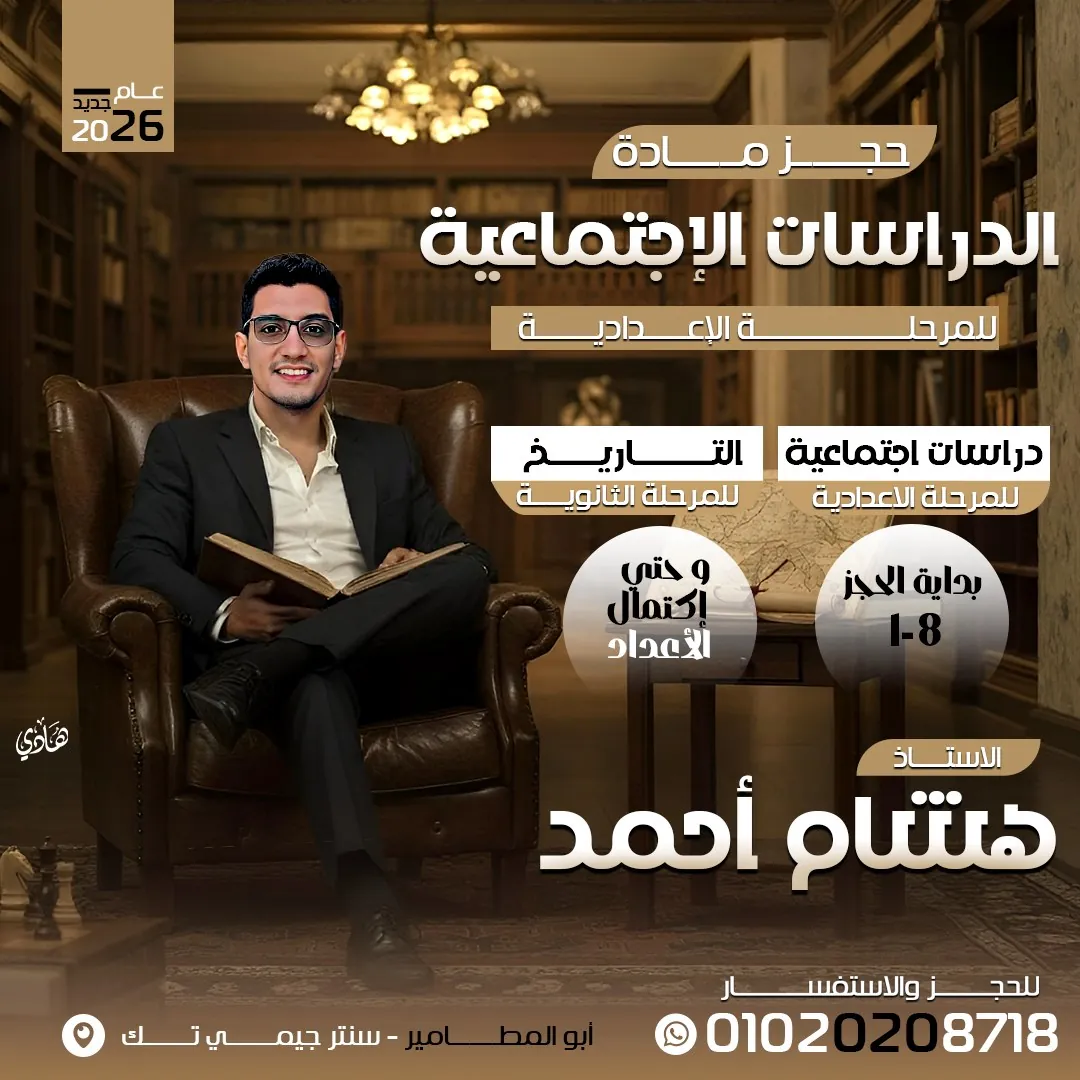 عام
جديد
2026
حجز مادة
الدراسات الإجتماعية
للمرحلة الإعدادية
دراسات اجتماعية
للمرحلة الاعدادية
التاريخ
للمرحلة الثانوية
بداية الحجز
1-8
و حتي
إكتمال
الأعداد
هادي
الاستاذ
هشام أحمد
للحجز والاستفسار
01020208718
أبو المطامير - سنتر جيمي تك